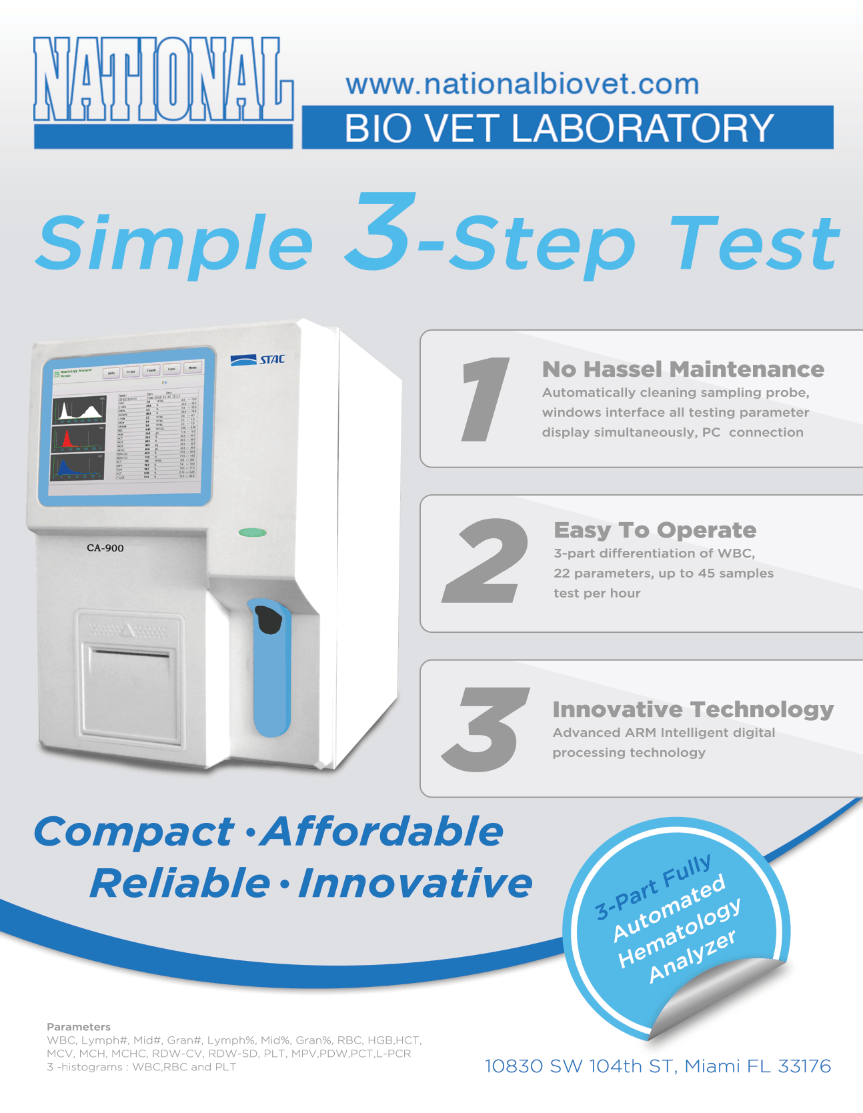 NATIONAL
www.nationalbiovet.com
BIO VET LABORATORY
Simple 3-Step Test
STAC
CA-900
1
No Hassel Maintenance
Automatically cleaning sampling probe,
windows interface all testing parameter
display simultaneously, PC connection
2
Easy To Operate
3-part differentiation of WBC,
22 parameters, up to 45 samples
test per hour
3
Innovative Technology
Advanced ARM Intelligent digital
processing technology
Compact · Affordable
Reliable · Innovative
3-Part Fully
Automated
Hematology
Analyzer
Parameters
WBC, Lymph#, Mid#, Gran#, Lymph%, Mid%, Gran%, RBC, HGB,HCT,
MCV, MCH, MCHC, RDW-CV, RDW-SD, PLT, MPV,PDW,PCT,L-PCR
3 -histograms : WBC,RBC and PLT
10830 SW 104th ST, Miami FL 33176